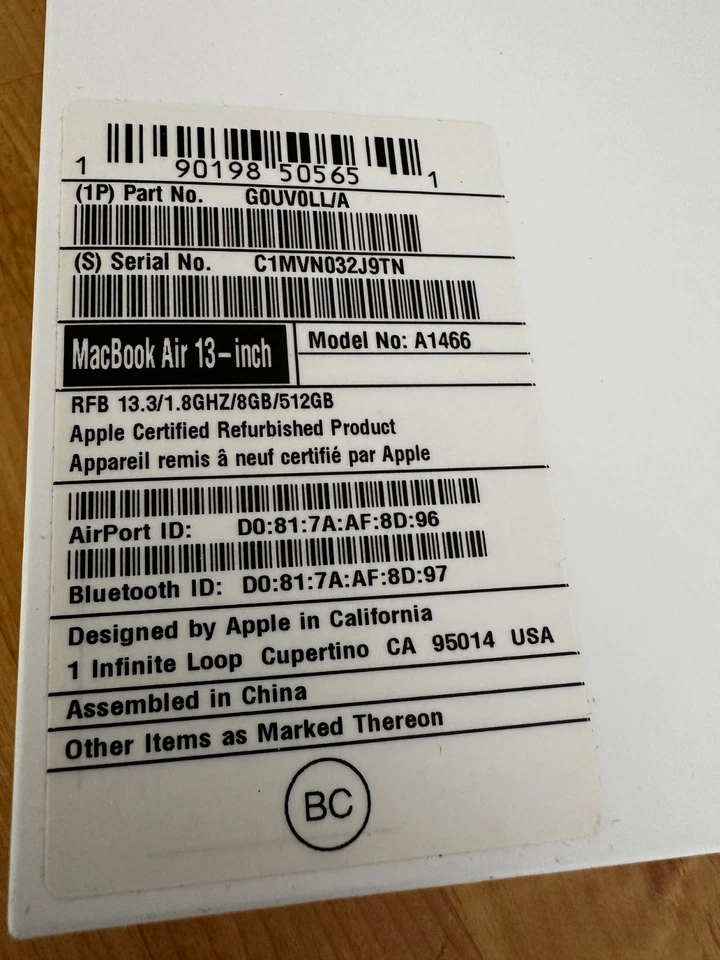 1 90198 50565 1
(1P) Part No. G0UV0LL/A
(S) Serial No. C1MVN032J9TN
MacBook Air 13-inch
Model No: A1466
RFB 13.3/1.8GHZ/8GB/512GB
Apple Certified Refurbished Product
Appareil remis â neuf certifié par Apple
AirPort ID: D0:81:7A:AF:8D:96
Bluetooth ID: D0:81:7A:AF:8D:97
Designed by Apple in California
1 Infinite Loop Cupertino CA 95014 USA
Assembled in China
Other Items as Marked Thereon
BC